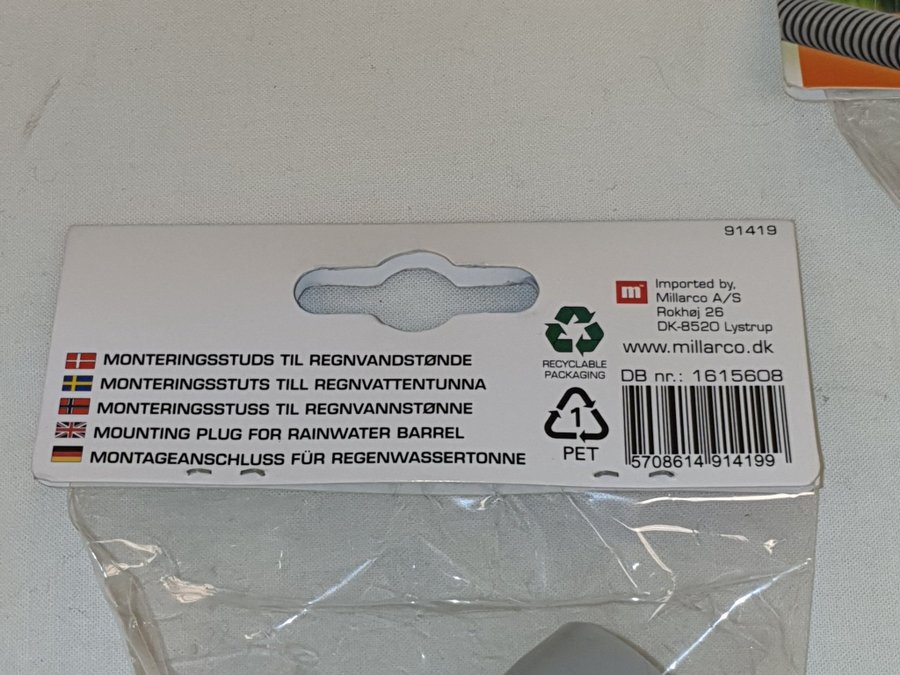 91419
m
Imported by,
Millarco A/S
Rokhøj 26
DK-8520 Lystrup
www.millarco.dk
RECYCLABLE
PACKAGING
DB nr.: 1615608
MONTERINGSSTUDS TIL REGNVANDSTØNDE
MONTERINGSSTUTS TILL REGNVATTENTUNNA
MONTERINGSSTUSS TIL REGNVANNSTØNNE
MOUNTING PLUG FOR RAINWATER BARREL
MONTAGEANSCHLUSS FÜR REGENWASSERTONNE
1
PET
5708614 914199